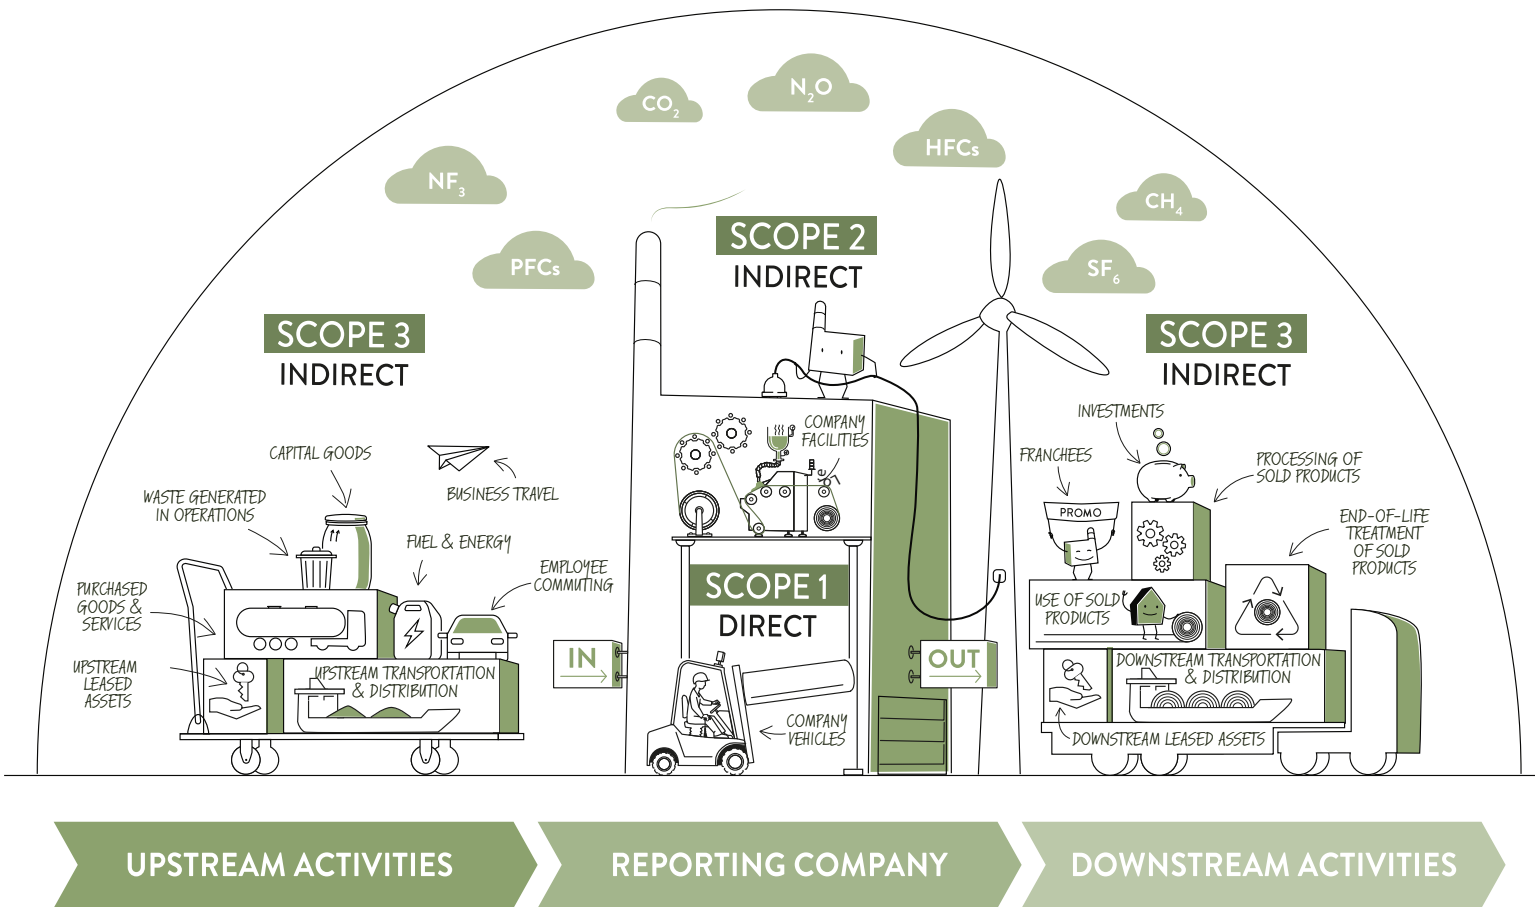 CO2
N2O
HFCs
NF3
CH4
PFCs
SF6
SCOPE 2
INDIRECT
SCOPE 3
INDIRECT
CAPITAL GOODS
BUSINESS TRAVEL
WASTE GENERATED
IN OPERATIONS
FUEL & ENERGY
EMPLOYEE
COMMUTING
PURCHASED
GOODS &
SERVICES
UPSTREAM
LEASED
ASSETS
UPSTREAM TRANSPORTATION
& DISTRIBUTION
COMPANY
FACILITIES
SCOPE 1
DIRECT
IN
OUT
COMPANY
VEHICLES
SCOPE 3
INDIRECT
INVESTMENTS
FRANCHEES
PROMO
PROCESSING OF
SOLD PRODUCTS
END-OF-LIFE
TREATMENT
OF SOLD
PRODUCTS
USE OF SOLD
PRODUCTS
DOWNSTREAM TRANSPORTATION
& DISTRIBUTION
DOWNSTREAM LEASED ASSETS
UPSTREAM ACTIVITIES
REPORTING COMPANY
DOWNSTREAM ACTIVITIES